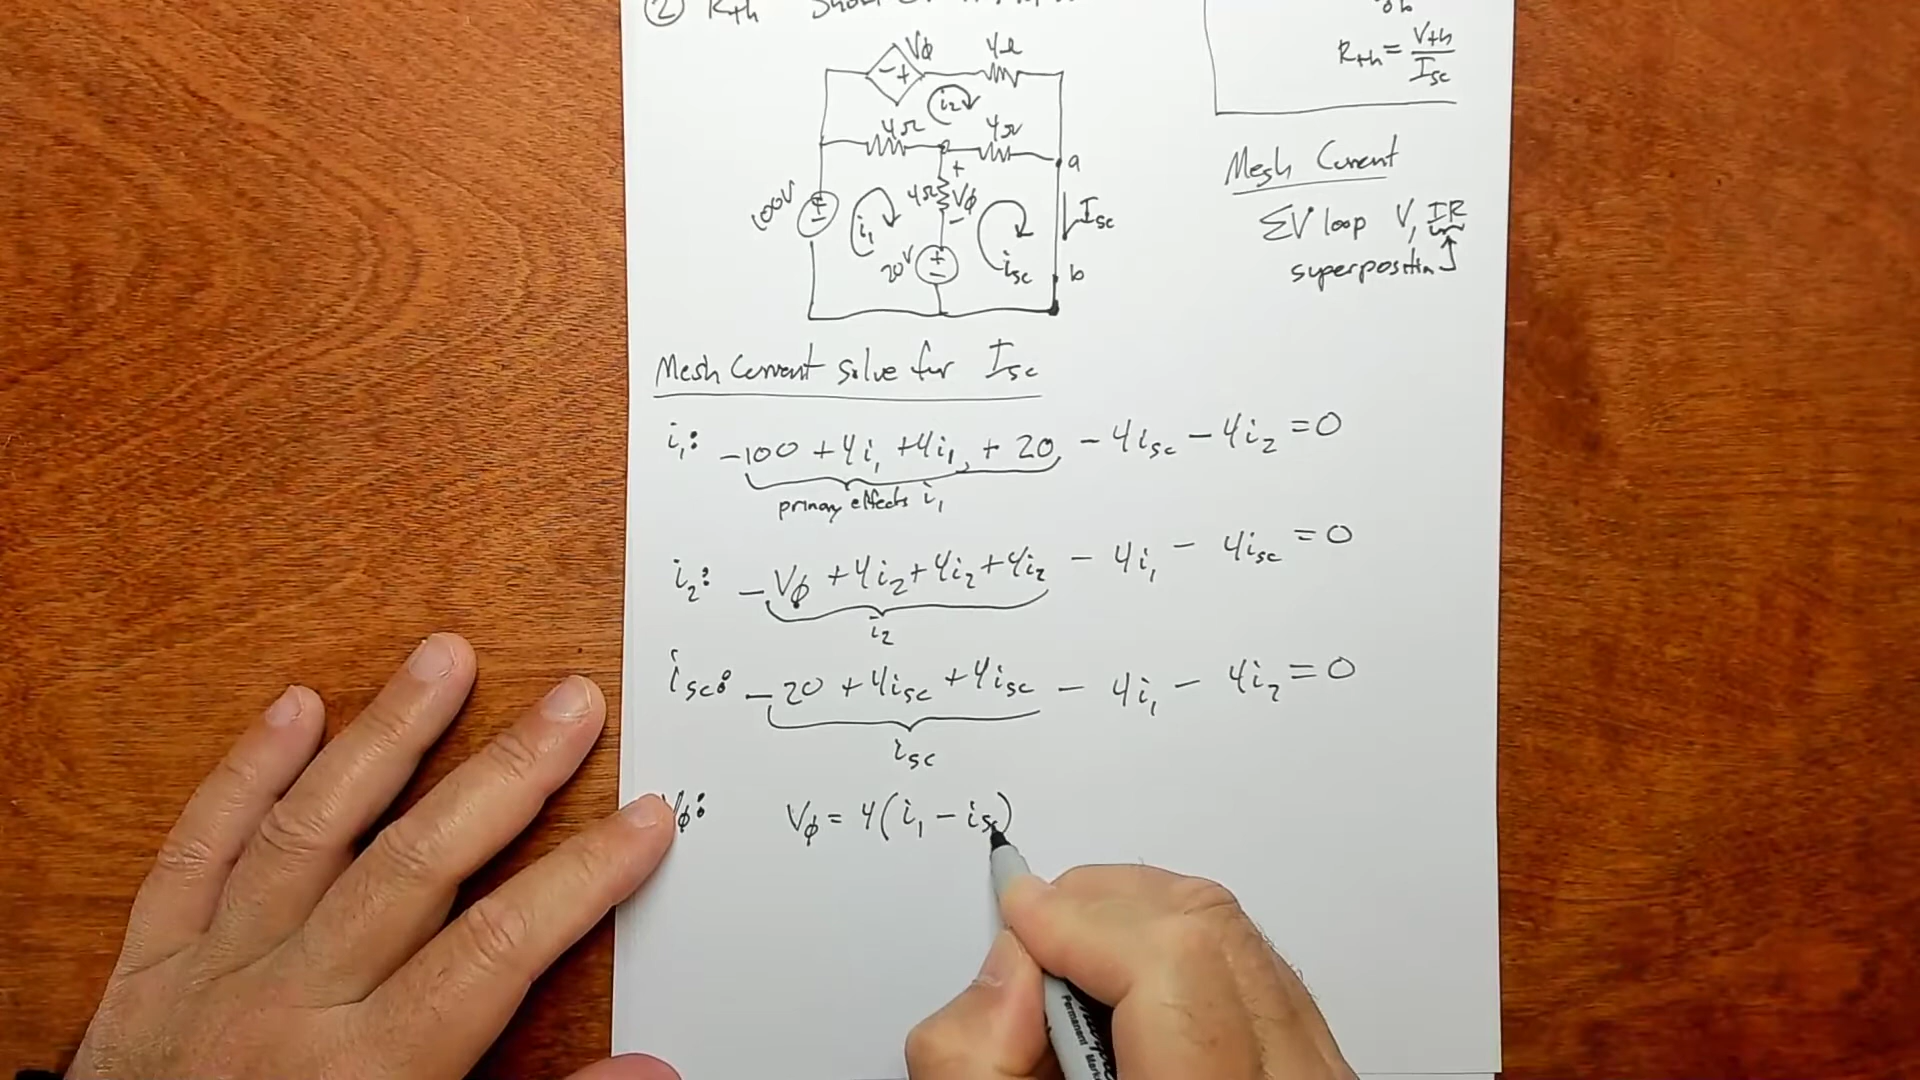 ② Rth
Rth = Vth / Isc
Vϕ 4Ω
- +
i₂
4Ω 4Ω
a
+
100V + - i₁ 4Ω Vϕ isc Isc
-
20V + -
b
Mesh Current
ΣV loop V, IR
superposition
Mesh Current solve for Isc
i₁: -100 + 4i₁ + 4i₁ + 20 - 4isc - 4i₂ = 0
primary effects i₁
i₂: -Vϕ + 4i₂ + 4i₂ + 4i₂ - 4i₁ - 4isc = 0
i₂
isc: -20 + 4isc + 4isc - 4i₁ - 4i₂ = 0
isc
Vϕ: Vϕ = 4(i₁ - isc)
Permanent Marker